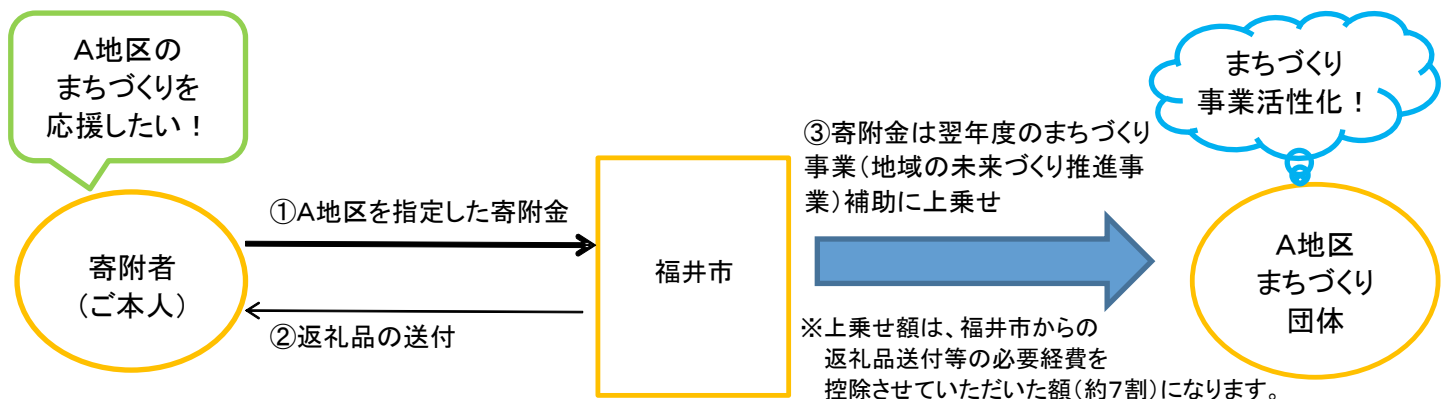 A地区の
まちづくりを
応援したい！
寄附者
（ご本人）
①A地区を指定した寄附金
②返礼品の送付
福井市
③寄附金は翌年度のまちづくり
事業（地域の未来づくり推進事
業）補助に上乗せ
※上乗せ額は、福井市からの
返礼品送付等の必要経費を
控除させていただいた額（約7割）になります。
まちづくり
事業活性化！
A地区
まちづくり
団体